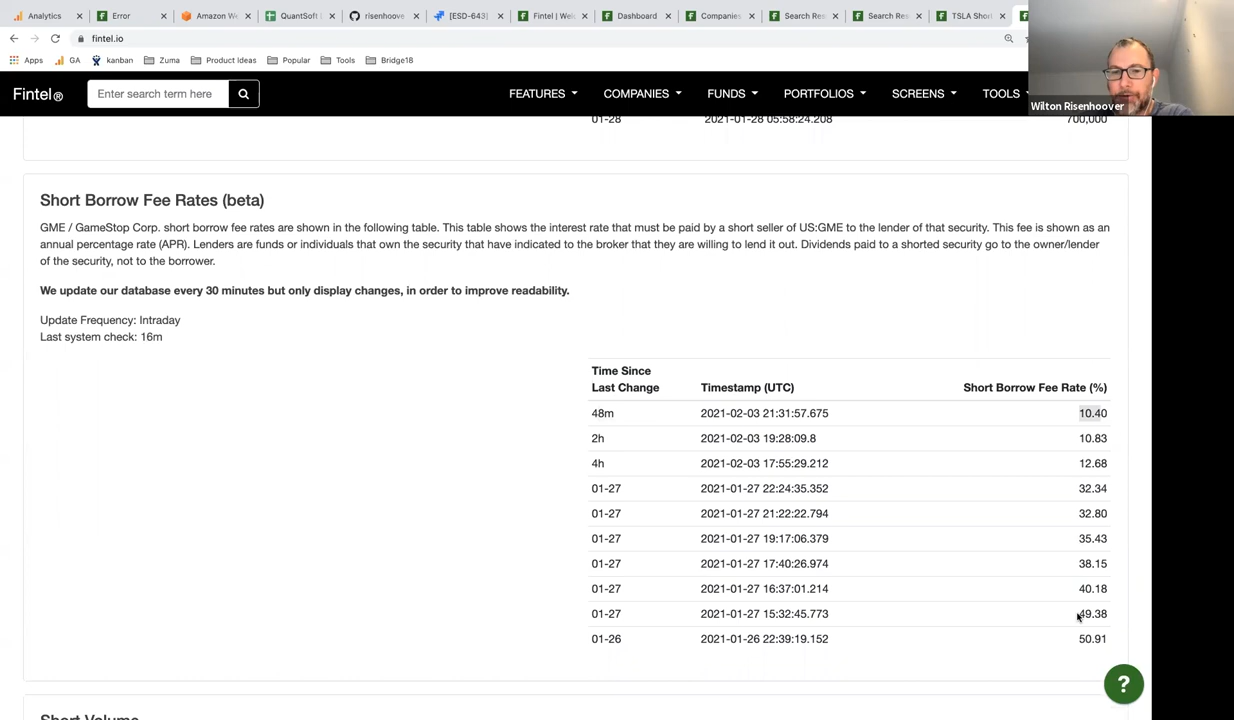 Analytics
Error
Amazon We
QuantSoft
risenhoove
[ESD-643]
Fintel | Wel
Dashboard
Companies
Search Res
Search Res
TSLA Short
fintel.io
Apps
GA
kanban
Zuma
Product Ideas
Popular
Tools
Bridge18
Fintel®
Enter search term here
FEATURES
COMPANIES
FUNDS
PORTFOLIOS
SCREENS
TOOLS
Wilton Risenhoover
01-28 2021-01-28 05:58:24.208 700,000
Short Borrow Fee Rates (beta)
GME / GameStop Corp. short borrow fee rates are shown in the following table. This table shows the interest rate that must be paid by a short seller of US:GME to the lender of that security. This fee is shown as an
annual percentage rate (APR). Lenders are funds or individuals that own the security that have indicated to the broker that they are willing to lend it out. Dividends paid to a shorted security go to the owner/lender
of the security, not to the borrower.
We update our database every 30 minutes but only display changes, in order to improve readability.
Update Frequency: Intraday
Last system check: 16m
Time Since
Last Change Timestamp (UTC) Short Borrow Fee Rate (%)
48m 2021-02-03 21:31:57.675 10.40
2h 2021-02-03 19:28:09.8 10.83
4h 2021-02-03 17:55:29.212 12.68
01-27 2021-01-27 22:24:35.352 32.34
01-27 2021-01-27 21:22:22.794 32.80
01-27 2021-01-27 19:17:06.379 35.43
01-27 2021-01-27 17:40:26.974 38.15
01-27 2021-01-27 16:37:01.214 40.18
01-27 2021-01-27 15:32:45.773 49.38
01-26 2021-01-26 22:39:19.152 50.91
?
Short Volume